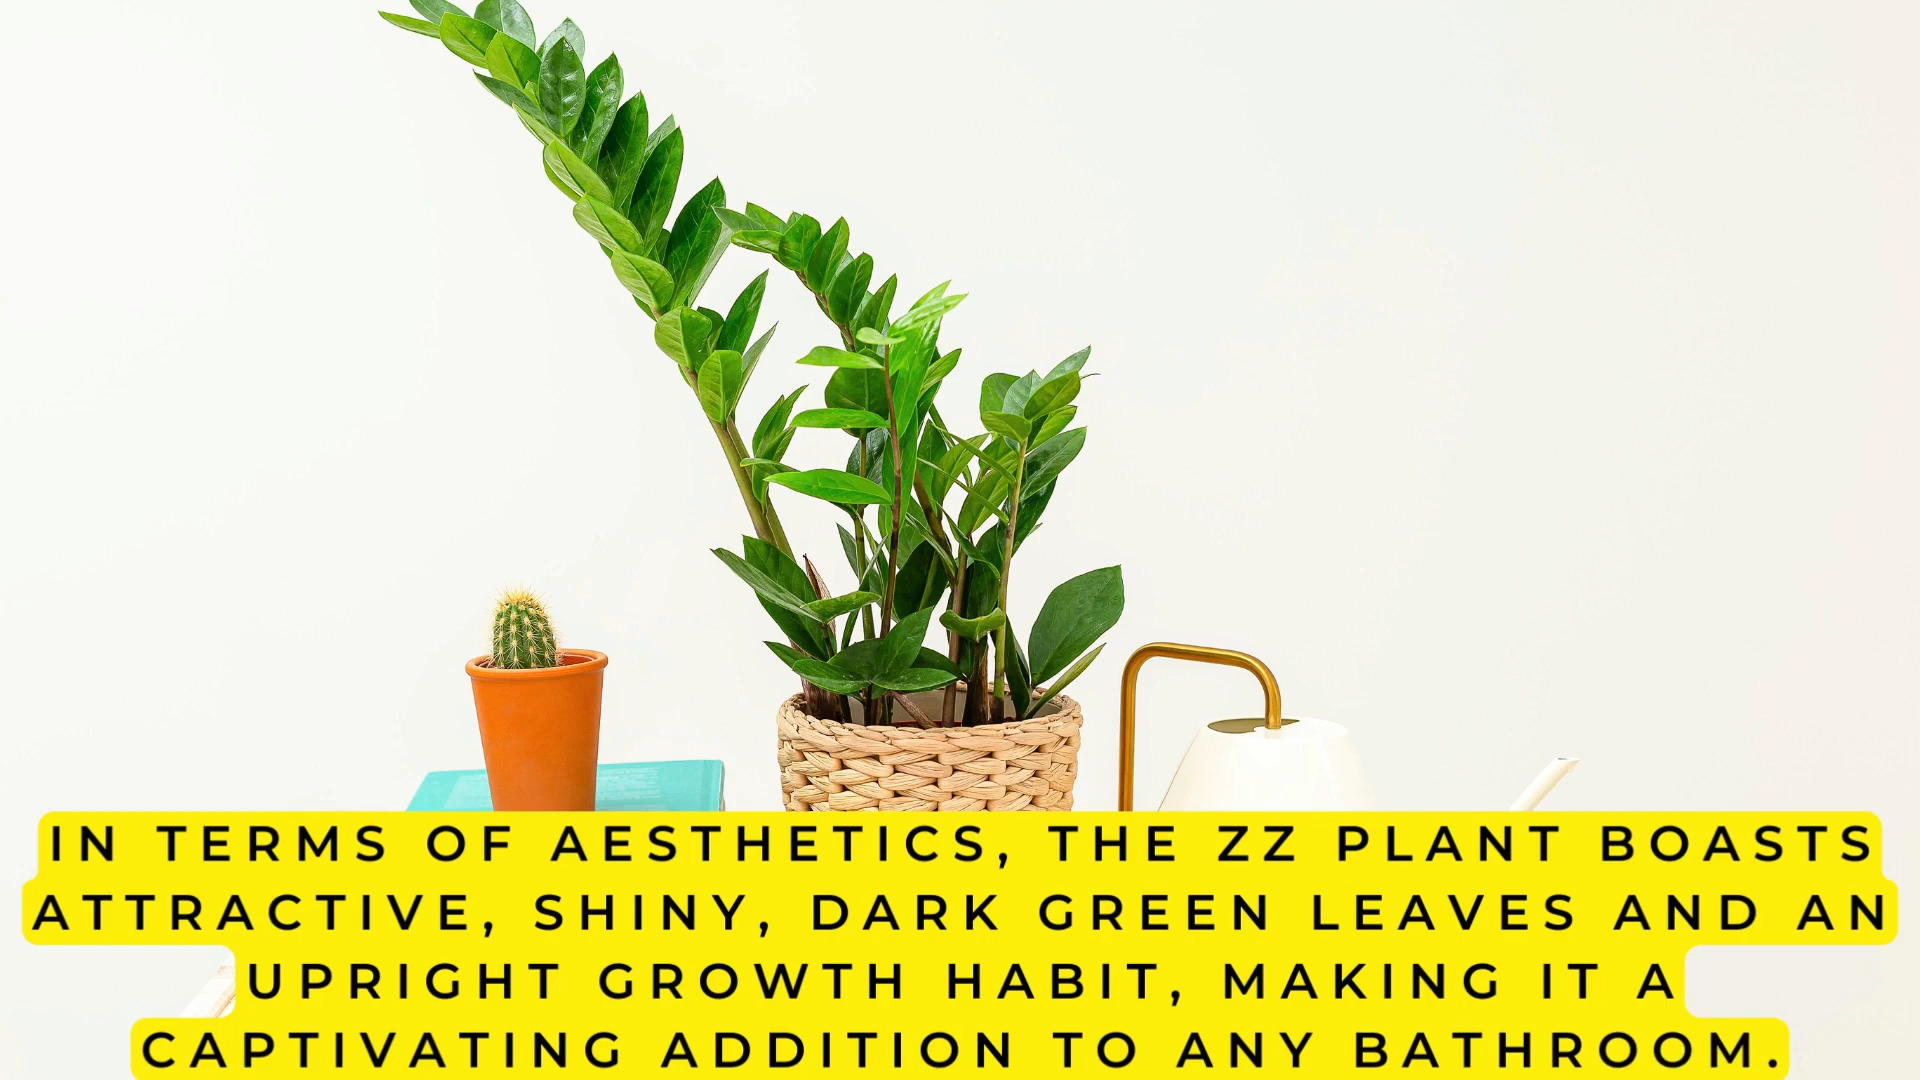 IN TERMS OF AESTHETICS, THE ZZ PLANT BOASTS
ATTRACTIVE, SHINY, DARK GREEN LEAVES AND AN
UPRIGHT GROWTH HABIT, MAKING IT A
CAPTIVATING ADDITION TO ANY BATHROOM.